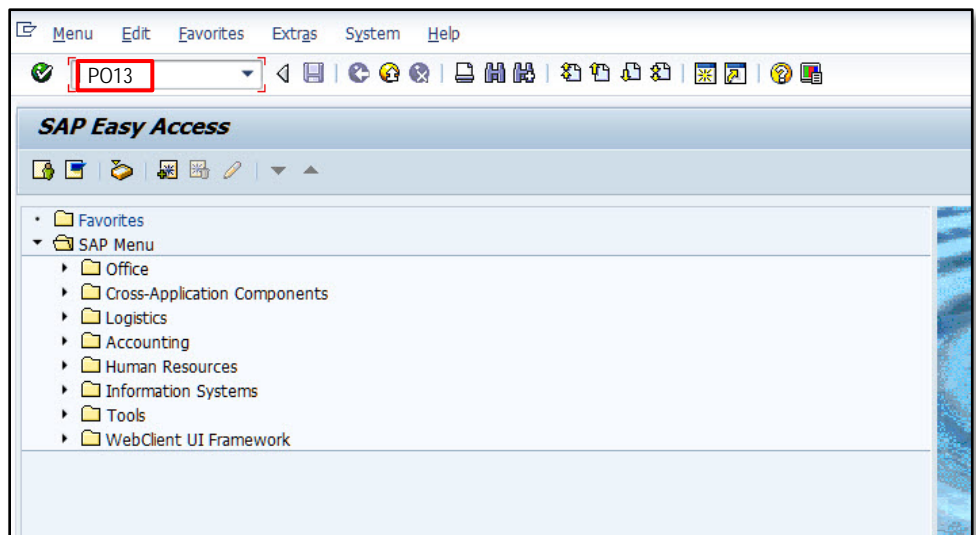 Menu Edit Favorites Extras System Help
PO13
SAP Easy Access
Favorites
SAP Menu
Office
Cross-Application Components
Logistics
Accounting
Human Resources
Information Systems
Tools
WebClient UI Framework